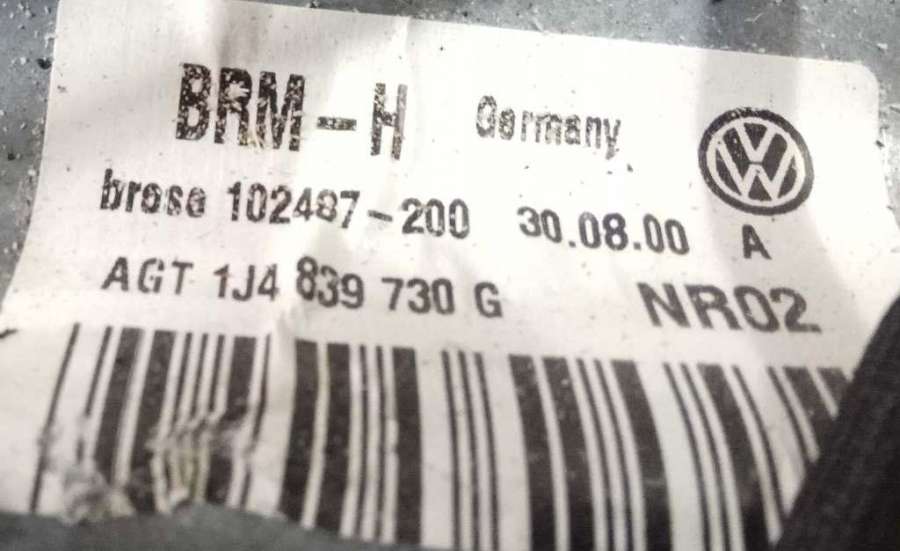 BRM-H Germany
brose 102487-200 30.08.00 A
AGT 1J4 839 730 G NR02